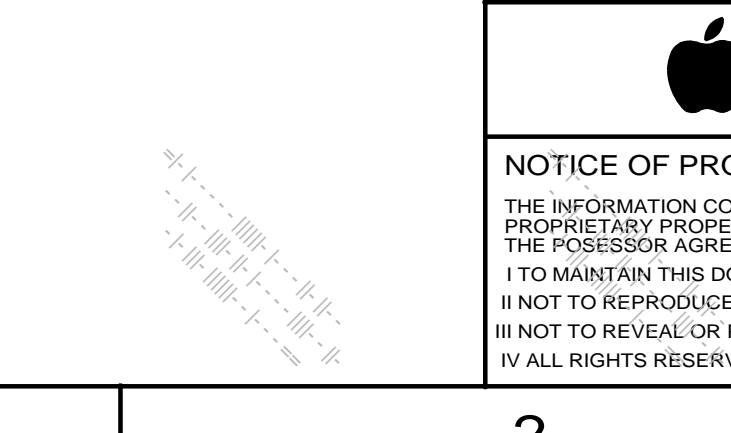 NOTICE OF PRO
THE INFORMATION CO
PROPRIETARY PROPE
THE POSESSOR AGRE
I TO MAINTAIN THIS DO
II NOT TO REPRODUCE
III NOT TO REVEAL OR
IV ALL RIGHTS RESERV
2